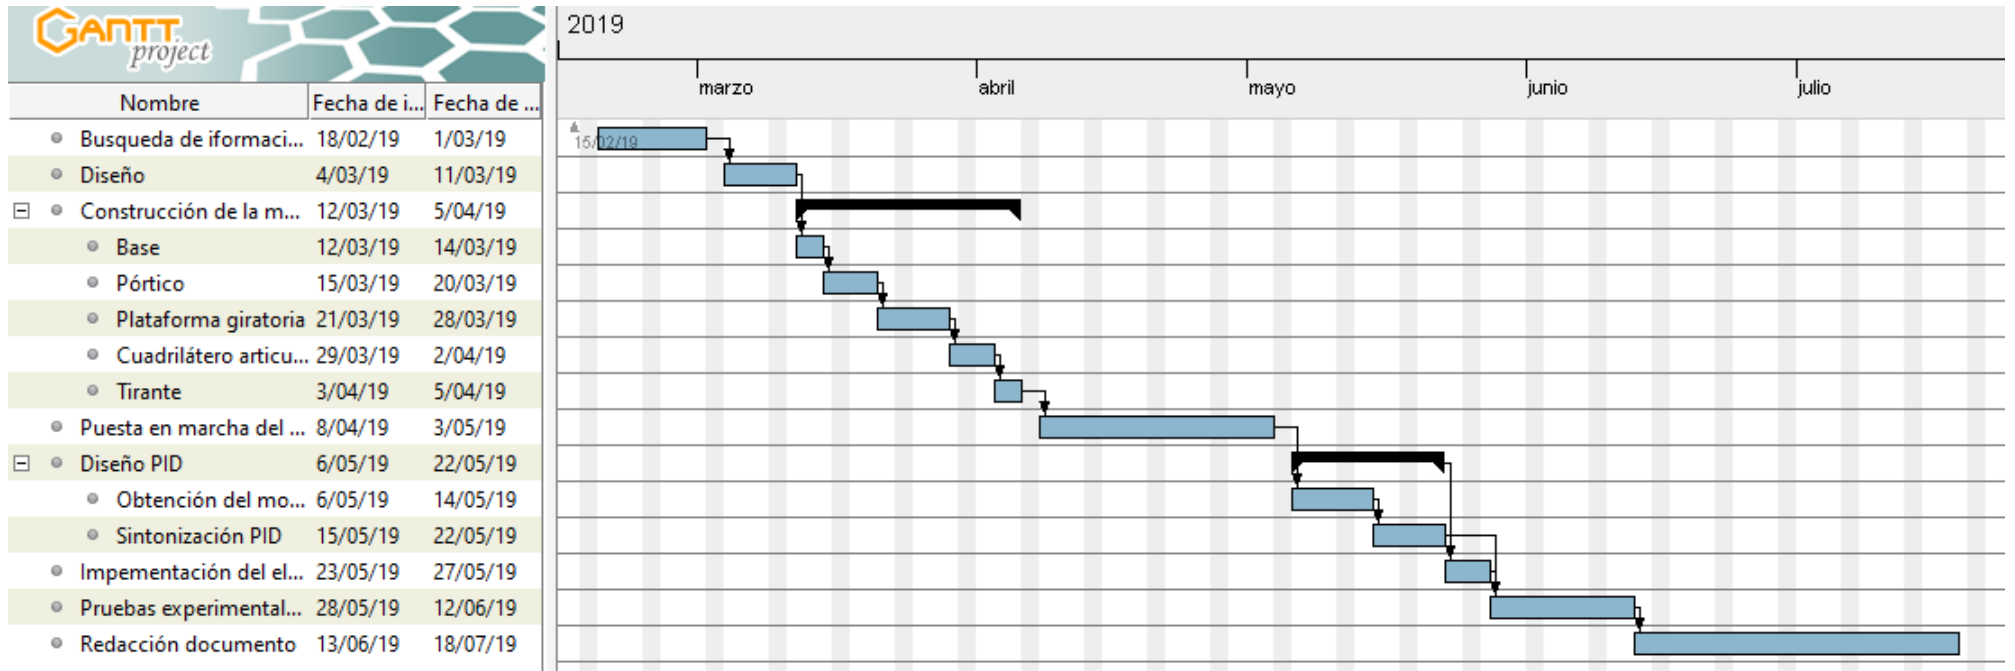 GANTT
project
2019
marzo abril mayo junio julio
Nombre Fecha de i... Fecha de ...
15/02/19
Busqueda de iformaci... 18/02/19 1/03/19
Diseño 4/03/19 11/03/19
Construcción de la m... 12/03/19 5/04/19
Base 12/03/19 14/03/19
Pórtico 15/03/19 20/03/19
Plataforma giratoria 21/03/19 28/03/19
Cuadrilátero articu... 29/03/19 2/04/19
Tirante 3/04/19 5/04/19
Puesta en marcha del ... 8/04/19 3/05/19
Diseño PID 6/05/19 22/05/19
Obtención del mo... 6/05/19 14/05/19
Sintonización PID 15/05/19 22/05/19
Impementación del el... 23/05/19 27/05/19
Pruebas experimental... 28/05/19 12/06/19
Redacción documento 13/06/19 18/07/19